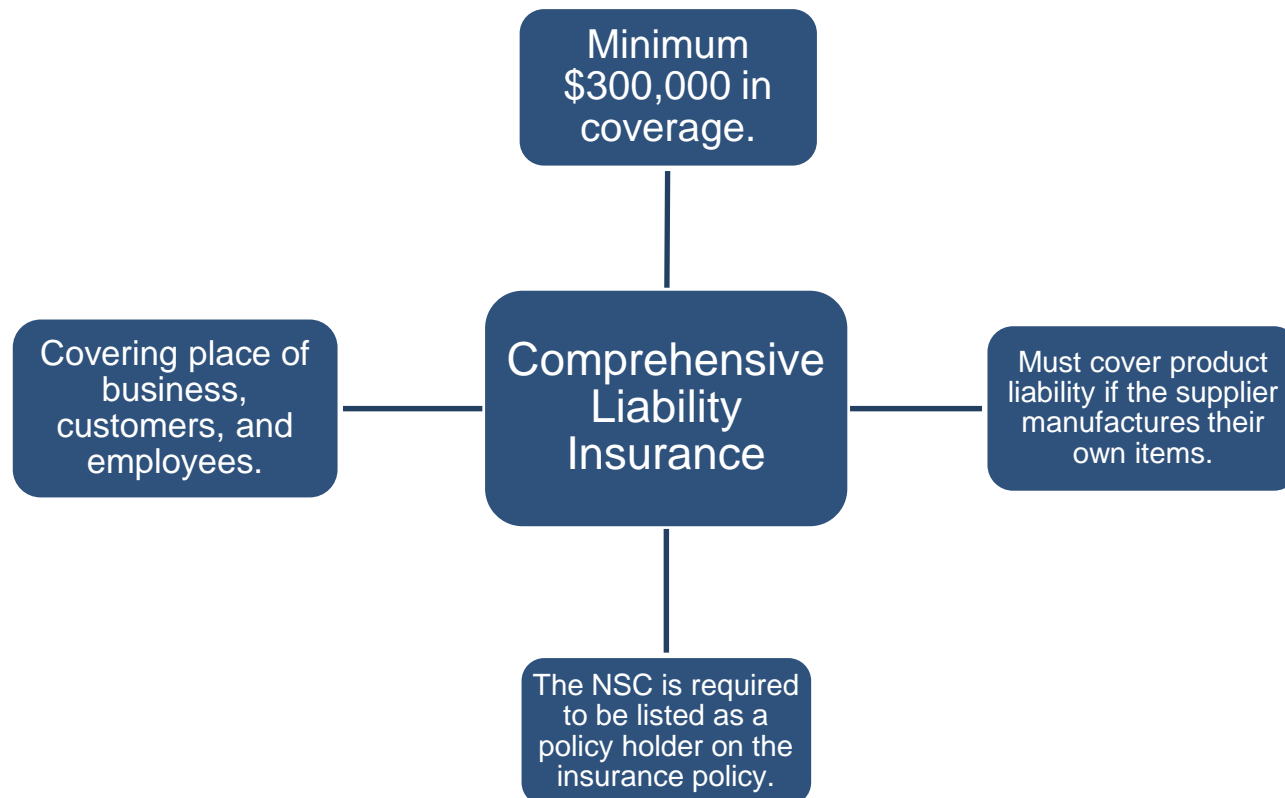 Minimum
$300,000 in
coverage.
Covering place of
business,
customers, and
employees.
Comprehensive
Liability
Insurance
Must cover product
liability if the supplier
manufactures their
own items.
The NSC is required
to be listed as a
policy holder on the
insurance policy.